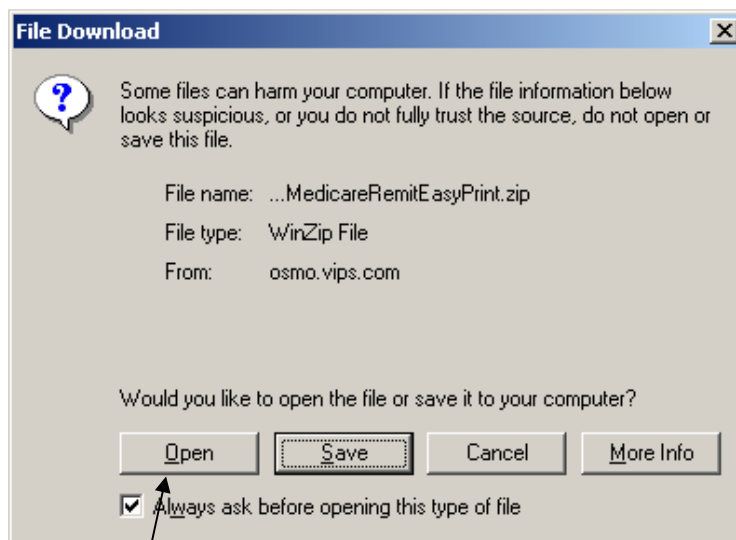 File Download
Some files can harm your computer. If the file information below
looks suspicious, or you do not fully trust the source, do not open or
save this file.
File name: ...MedicareRemitEasyPrint.zip
File type: WinZip File
From: osmo.vips.com
Would you like to open the file or save it to your computer?
Open Save Cancel More Info
Always ask before opening this type of file